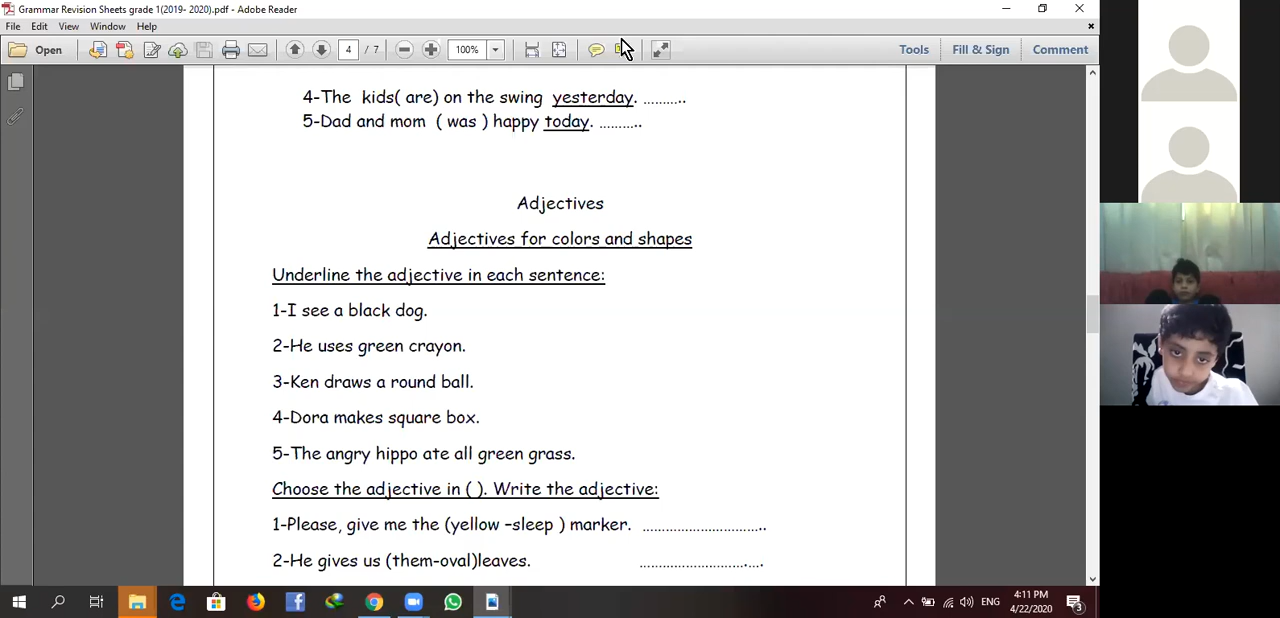 Grammar Revision Sheets grade 1(2019- 2020).pdf - Adobe Reader
File Edit View Window Help
Open 4 / 7 100% Tools Fill & Sign Comment
4-The kids( are) on the swing yesterday. ………..
5-Dad and mom ( was ) happy today. ………..
Adjectives
Adjectives for colors and shapes
Underline the adjective in each sentence:
1-I see a black dog.
2-He uses green crayon.
3-Ken draws a round ball.
4-Dora makes square box.
5-The angry hippo ate all green grass.
Choose the adjective in ( ). Write the adjective:
1-Please, give me the (yellow –sleep ) marker. ………………………..
2-He gives us (them-oval)leaves. …………………….….
ENG
4:11 PM
4/22/2020
3